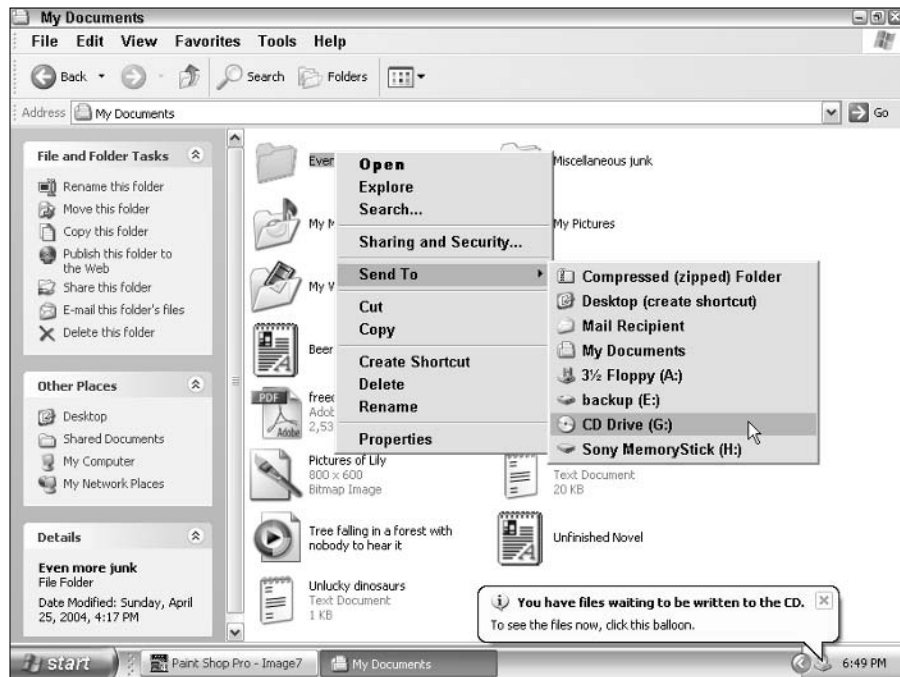 My Documents
File Edit View Favorites Tools Help
Back Search Folders
Address My Documents Go
File and Folder Tasks
Rename this folder
Move this folder
Copy this folder
Publish this folder to
the Web
Share this folder
E-mail this folder's files
Delete this folder
Other Places
Desktop
Shared Documents
My Computer
My Network Places
Details
Even more junk
File Folder
Date Modified: Sunday, April
25, 2004, 4:17 PM
Miscellaneous junk
My
My Pictures
My
Beer
PDF
Adobe
2,53
Pictures of Lily
800 x 600
Bitmap Image
Text Document
20 KB
Tree falling in a forest with
nobody to hear it
Unfinished Novel
Unlucky dinosaurs
Text Document
1 KB
Open
Explore
Search...
Sharing and Security...
Send To
Cut
Copy
Create Shortcut
Delete
Rename
Properties
Compressed (zipped) Folder
Desktop (create shortcut)
Mail Recipient
My Documents
3½ Floppy (A:)
backup (E:)
CD Drive (G:)
Sony MemoryStick (H:)
You have files waiting to be written to the CD.
To see the files now, click this balloon.
start Paint Shop Pro - Image7 My Documents 6:49 PM